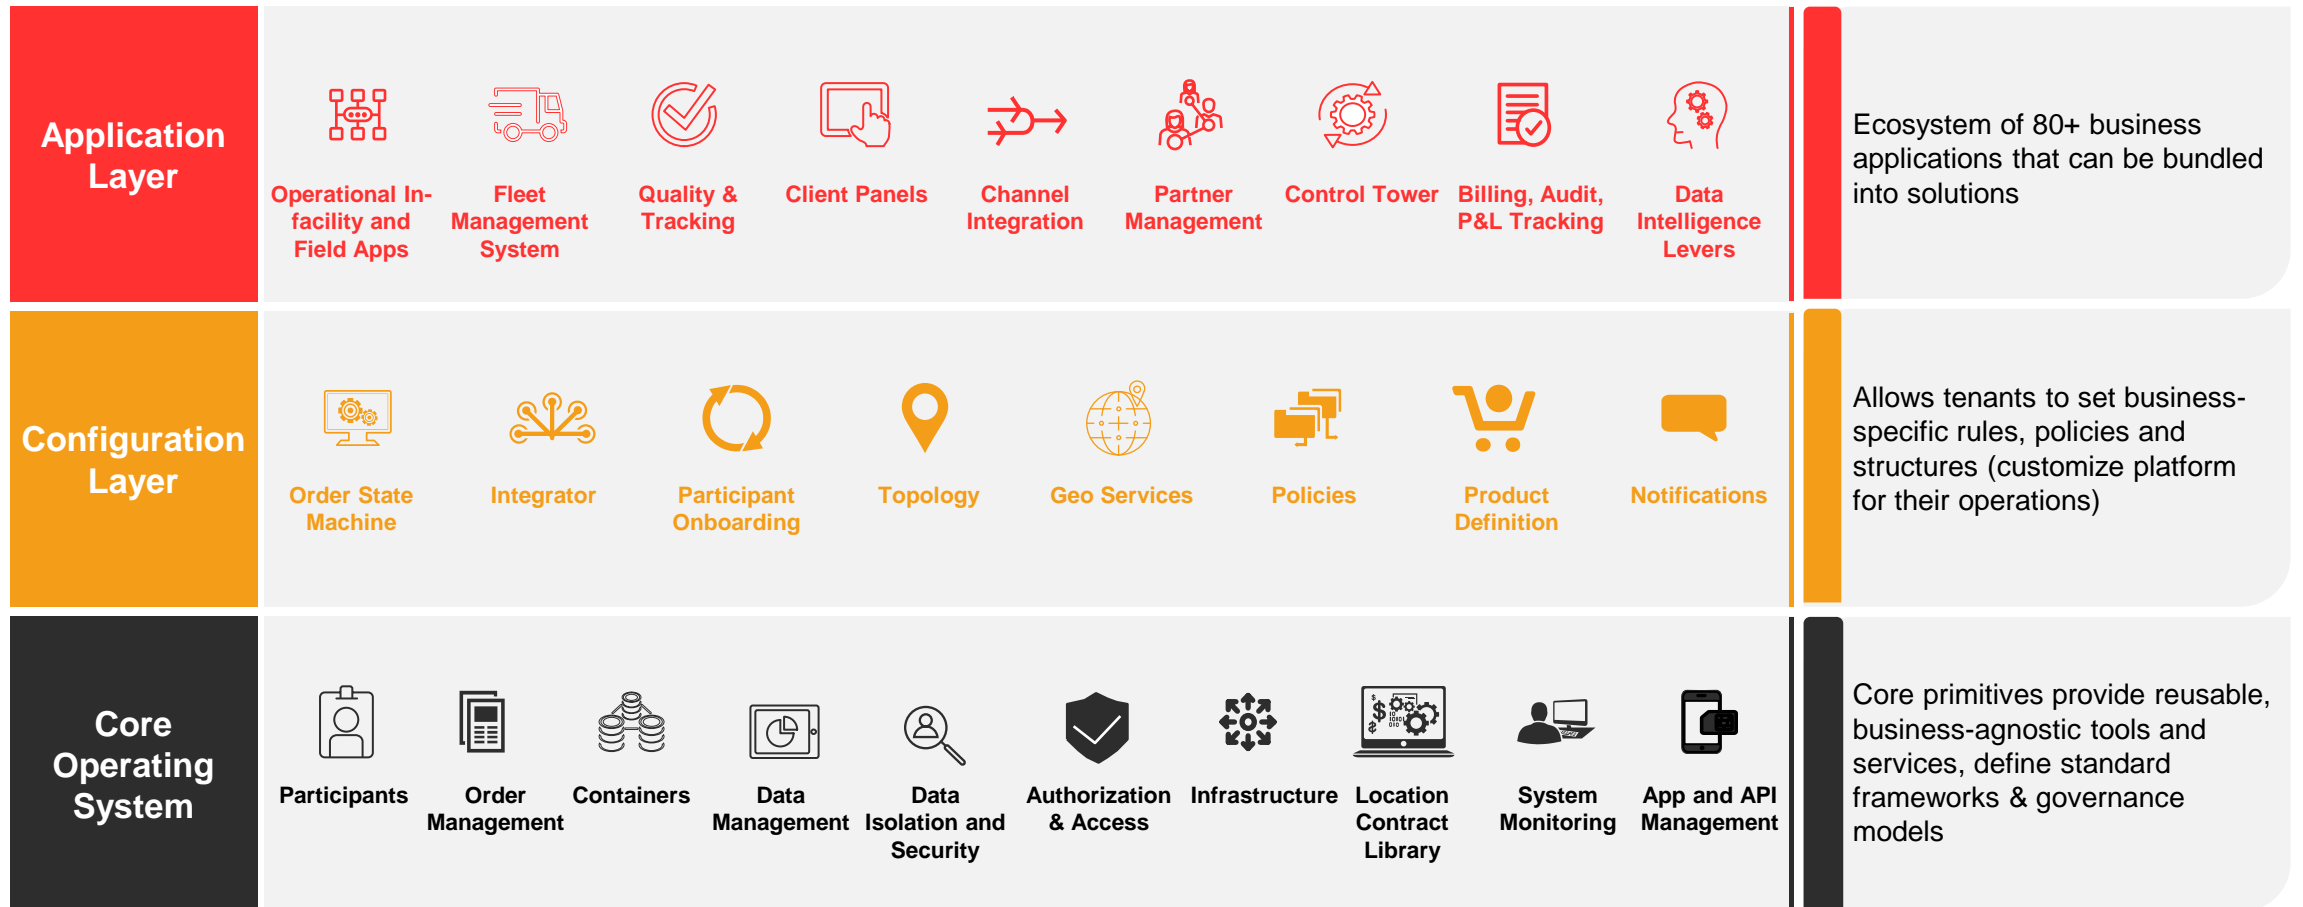 Application
Layer
Operational In-
facility and
Field Apps
Fleet
Management
System
Quality &
Tracking
Client Panels
Channel
Integration
Partner
Management
Control Tower
Billing, Audit,
P&L Tracking
Data
Intelligence
Levers
Ecosystem of 80+ business
applications that can be bundled
into solutions
Configuration
Layer
Order State
Machine
Integrator
Participant
Onboarding
Topology
Geo Services
Policies
Product
Definition
Notifications
Allows tenants to set business-
specific rules, policies and
structures (customize platform
for their operations)
Core
Operating
System
Participants
Order
Management
Containers
Data
Management
Data
Isolation and
Security
Authorization
& Access
Infrastructure
Location
Contract
Library
System
Monitoring
App and API
Management
Core primitives provide reusable,
business-agnostic tools and
services, define standard
frameworks & governance
models